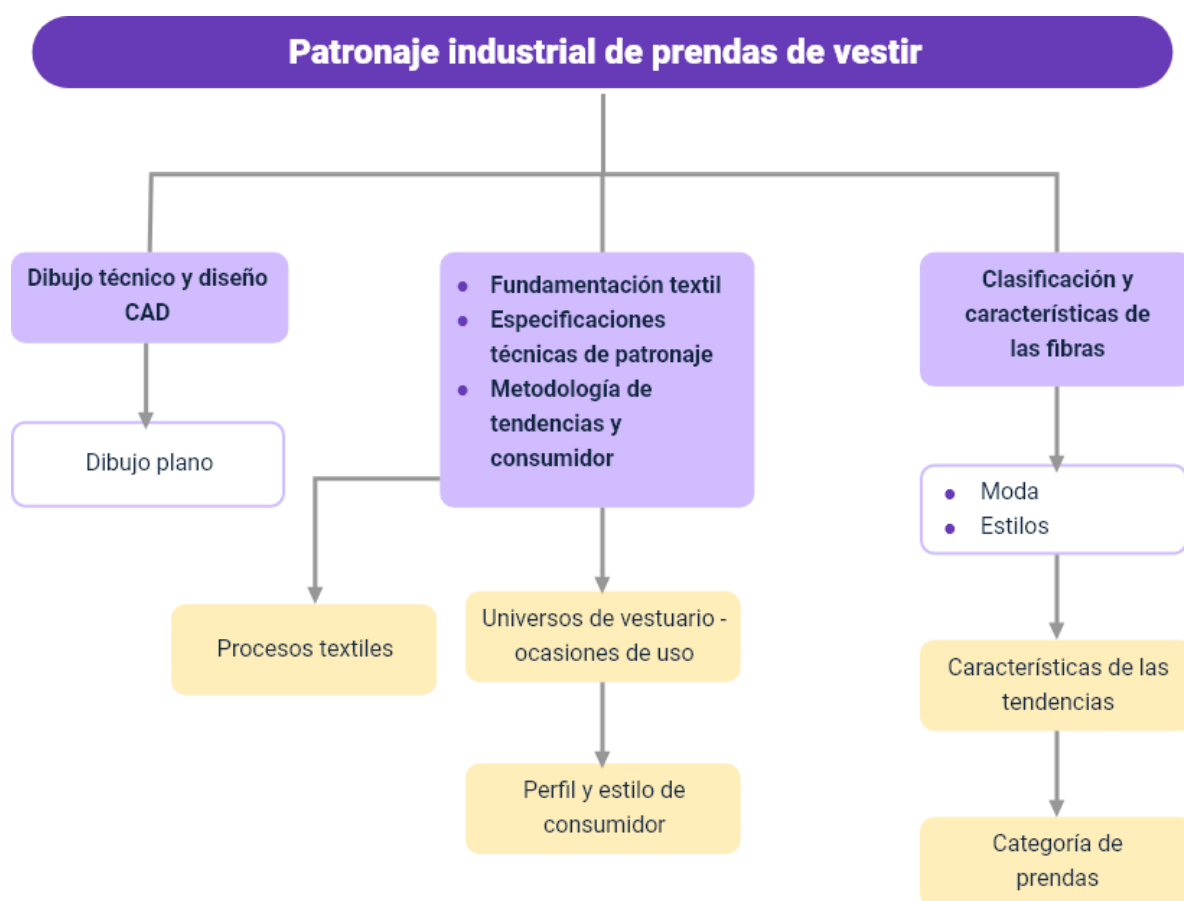 Patronaje industrial de prendas de vestir
Dibujo técnico y diseño
CAD
Dibujo plano
• Fundamentación textil
• Especificaciones
técnicas de patronaje
• Metodología de
tendencias y
consumidor
Procesos textiles
Universos de vestuario -
ocasiones de uso
Perfil y estilo de
consumidor
Clasificación y
características de
las fibras
• Moda
• Estilos
Características de las
tendencias
Categoría de
prendas